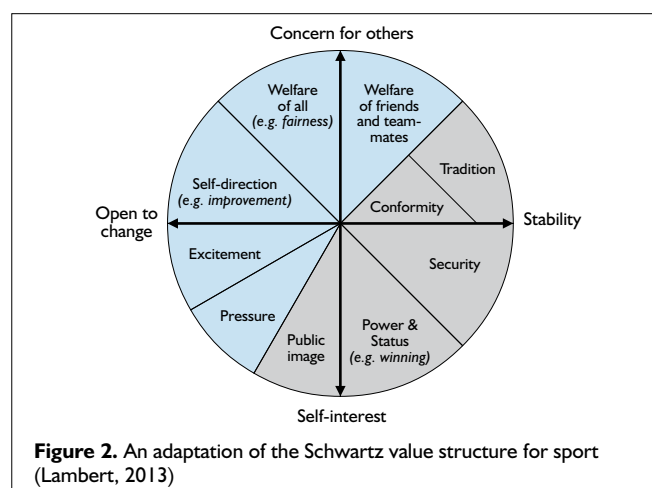 Concern for others
Welfare
of all
(e.g. fairness)
Welfare
of friends
and team-
mates
Tradition
Self-direction
(e.g. improvement)
Conformity
Open to
change
Stability
Excitement
Security
Pressure
Public
image
Power &
Status
(e.g. winning)
Self-interest
Figure 2. An adaptation of the Schwartz value structure for sport
(Lambert, 2013)